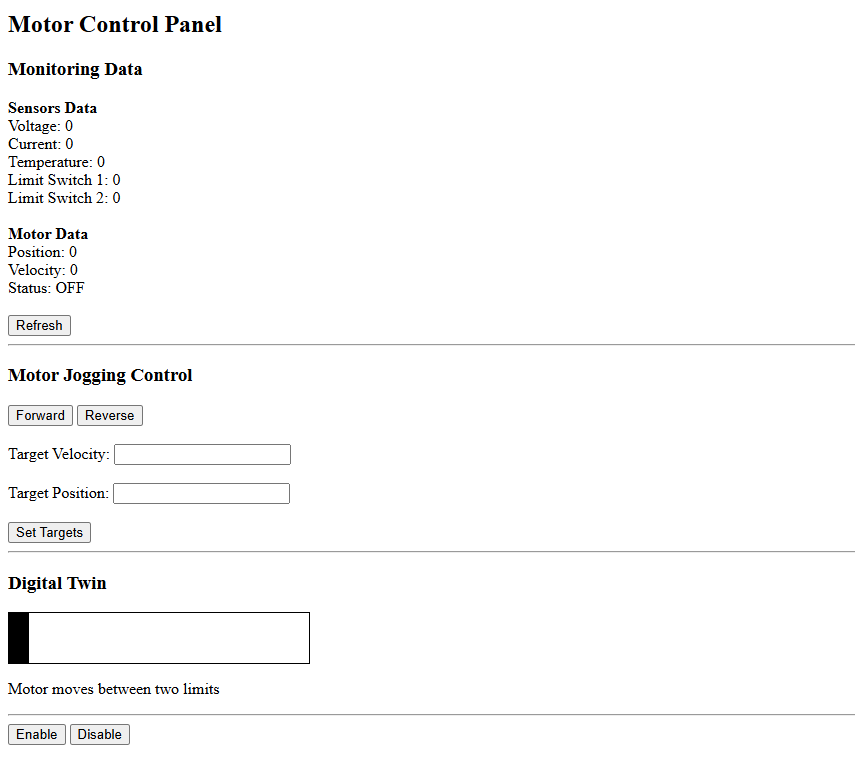 Motor Control Panel
Monitoring Data
Sensors Data
Voltage: 0
Current: 0
Temperature: 0
Limit Switch 1: 0
Limit Switch 2: 0
Motor Data
Position: 0
Velocity: 0
Status: OFF
Refresh
Motor Jogging Control
Forward Reverse
Target Velocity:
Target Position:
Set Targets
Digital Twin
Motor moves between two limits
Enable Disable